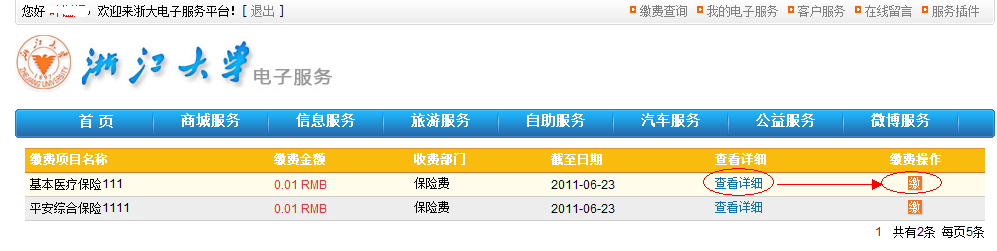 您好 ，欢迎来浙大电子服务平台！[ 退出 ] 缴费查询 我的电子服务 客户服务 在线留言 服务插件
浙江大学 电子服务
ZHEJIANG UNIVERSITY
1897
首 页 商城服务 信息服务 旅游服务 自助服务 汽车服务 公益服务 微博服务
缴费项目名称 缴费金额 收费部门 截至日期 查看详细 缴费操作
基本医疗保险111 0.01 RMB 保险费 2011-06-23 查看详细 缴
平安综合保险1111 0.01 RMB 保险费 2011-06-23 查看详细 缴
1 共有2条 每页5条